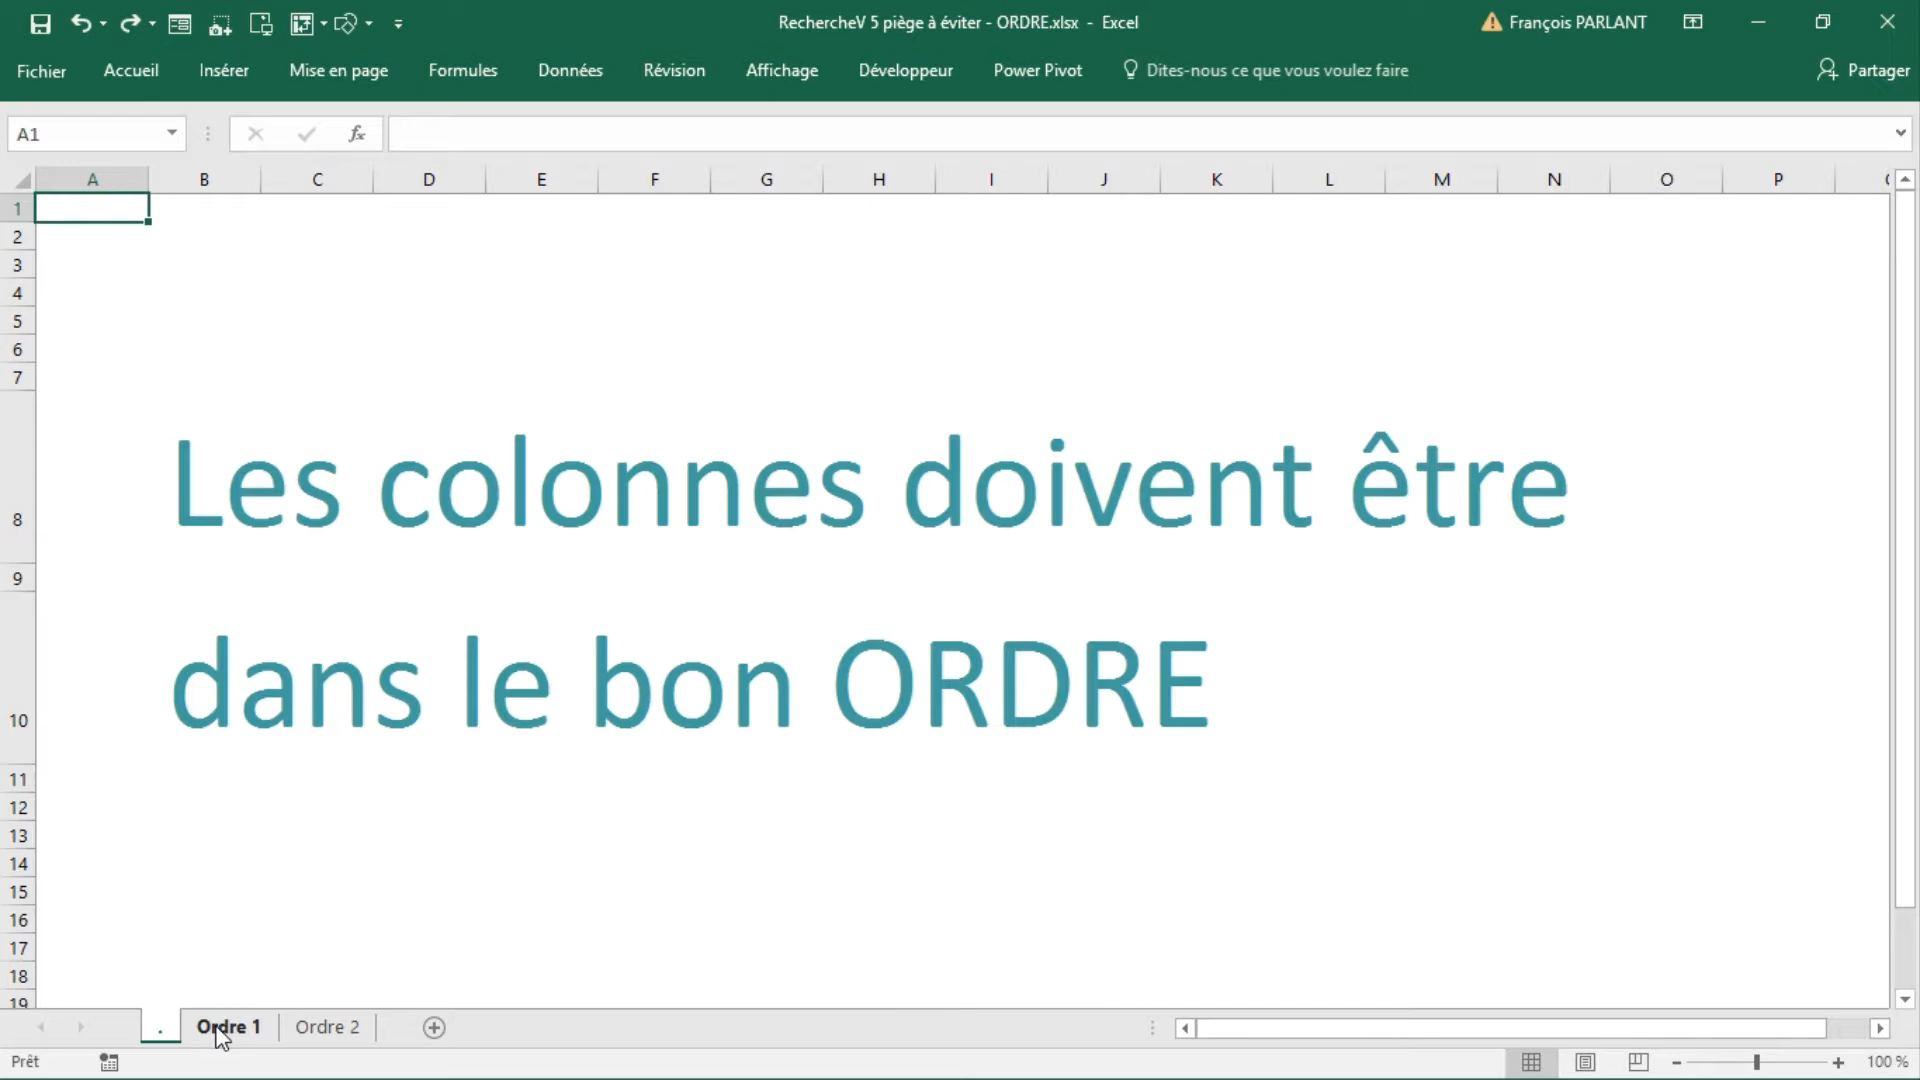 RechercheV 5 piège à éviter - ORDRE.xlsx - Excel
François PARLANT
Fichier Accueil Insérer Mise en page Formules Données Révision Affichage Développeur Power Pivot Dites-nous ce que vous voulez faire Partager
A1 fx
A B C D E F G H I J K L M N O P
1
2
3
4
5
6
7
8 Les colonnes doivent être
9
10 dans le bon ORDRE
11
12
13
14
15
16
17
18
19
. Ordre 1 Ordre 2
Prêt 100 %